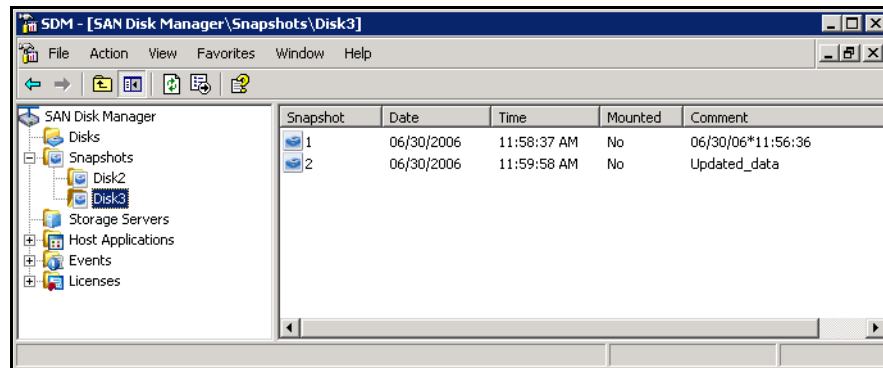 SDM - [SAN Disk Manager\Snapshots\Disk3]
File Action View Favorites Window Help
SAN Disk Manager
Disks
Snapshots
Disk2
Disk3
Storage Servers
Host Applications
Events
Licenses
Snapshot Date Time Mounted Comment
1 06/30/2006 11:58:37 AM No 06/30/06*11:56:36
2 06/30/2006 11:59:58 AM No Updated_data